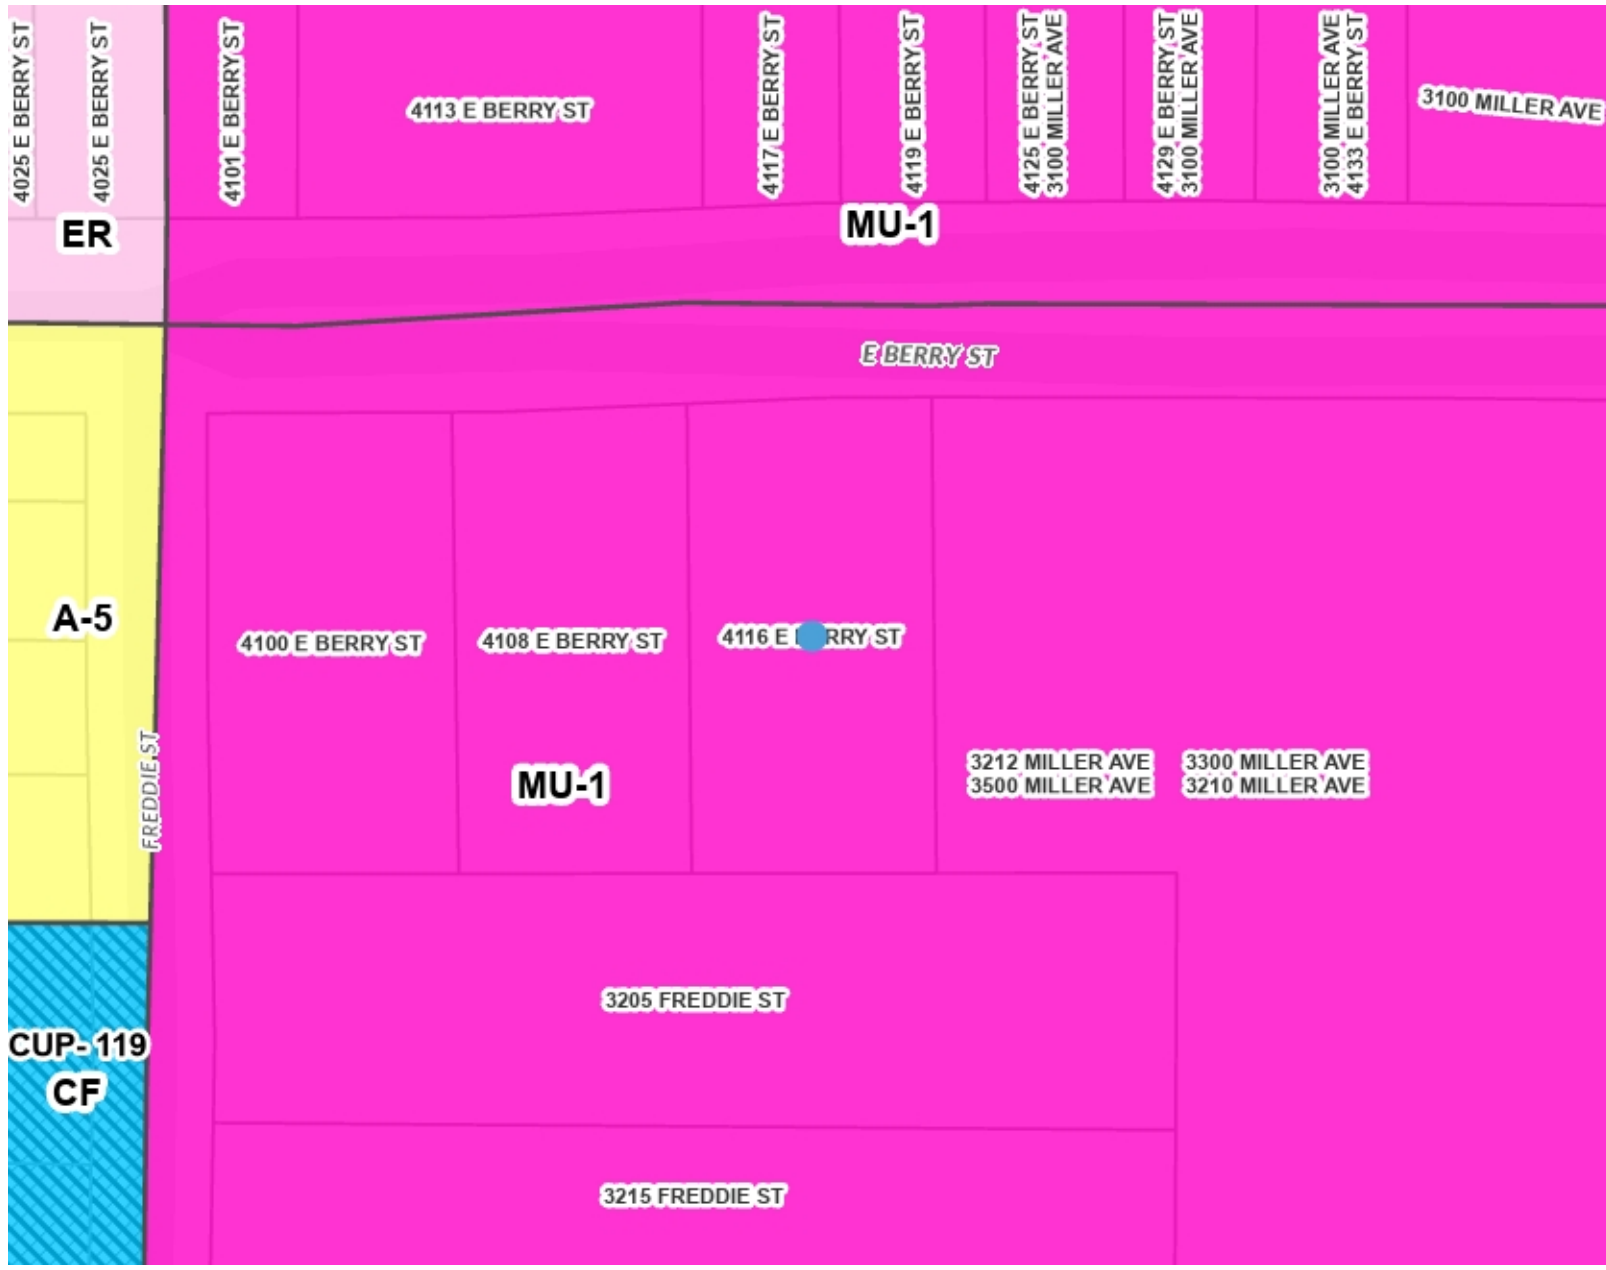 4025 E BERRY ST
4025 E BERRY ST
4101 E BERRY ST
4113 E BERRY ST
4117 E BERRY ST
4119 E BERRY ST
4125 E BERRY ST
3100 MILLER AVE
4129 E BERRY ST
3100 MILLER AVE
3100 MILLER AVE
4133 E BERRY ST
3100 MILLER AVE
ER
MU-1
E BERRY ST
A-5
4100 E BERRY ST
4108 E BERRY ST
4116 E BERRY ST
FREDDIE ST
MU-1
3212 MILLER AVE
3500 MILLER AVE
3300 MILLER AVE
3210 MILLER AVE
3205 FREDDIE ST
CUP- 119
CF
3215 FREDDIE ST